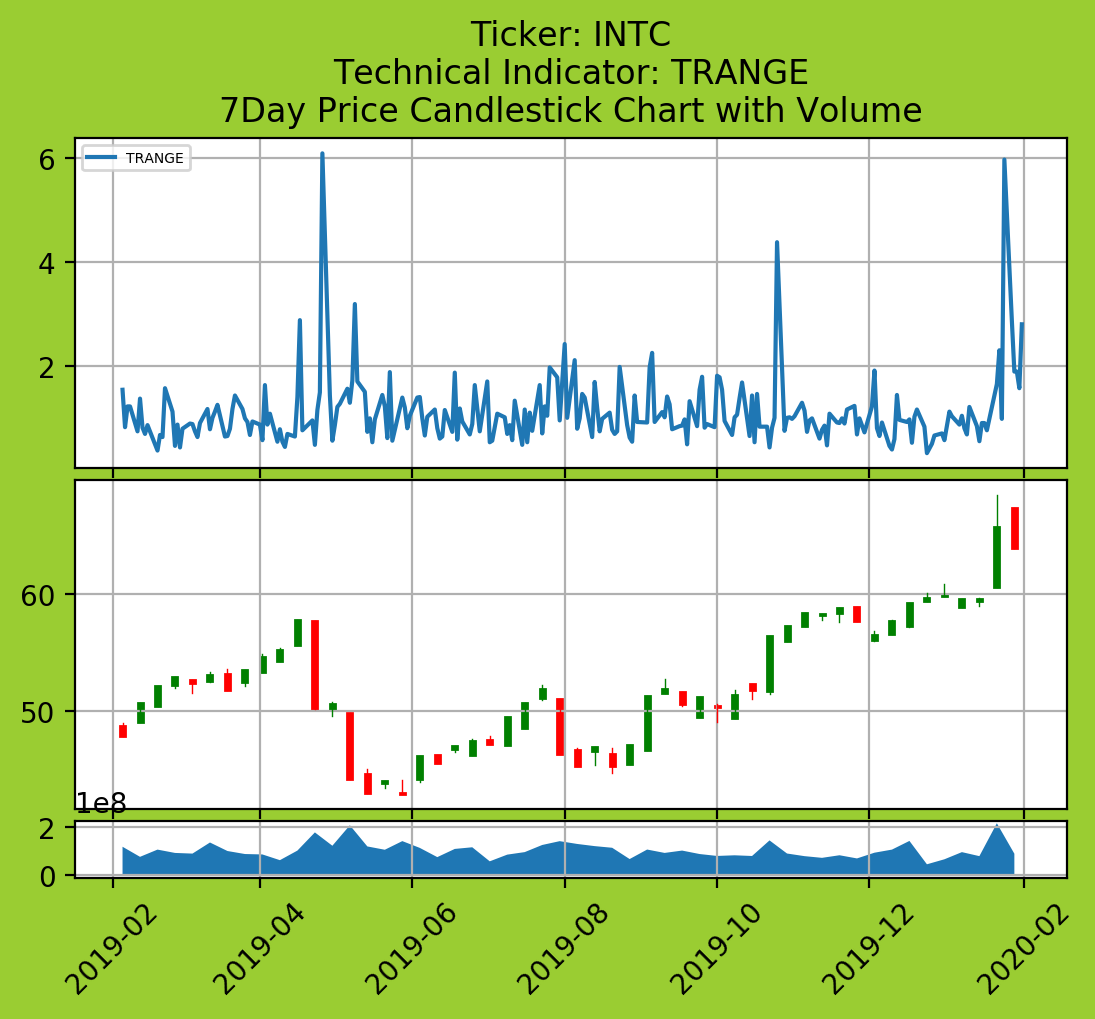 Ticker: INTC
Technical Indicator: TRANGE
7Day Price Candlestick Chart with Volume
6
TRANGE
4
2
60
50
1e8
2
0
2019-02
2019-04
2019-06
2019-08
2019-10
2019-12
2020-02